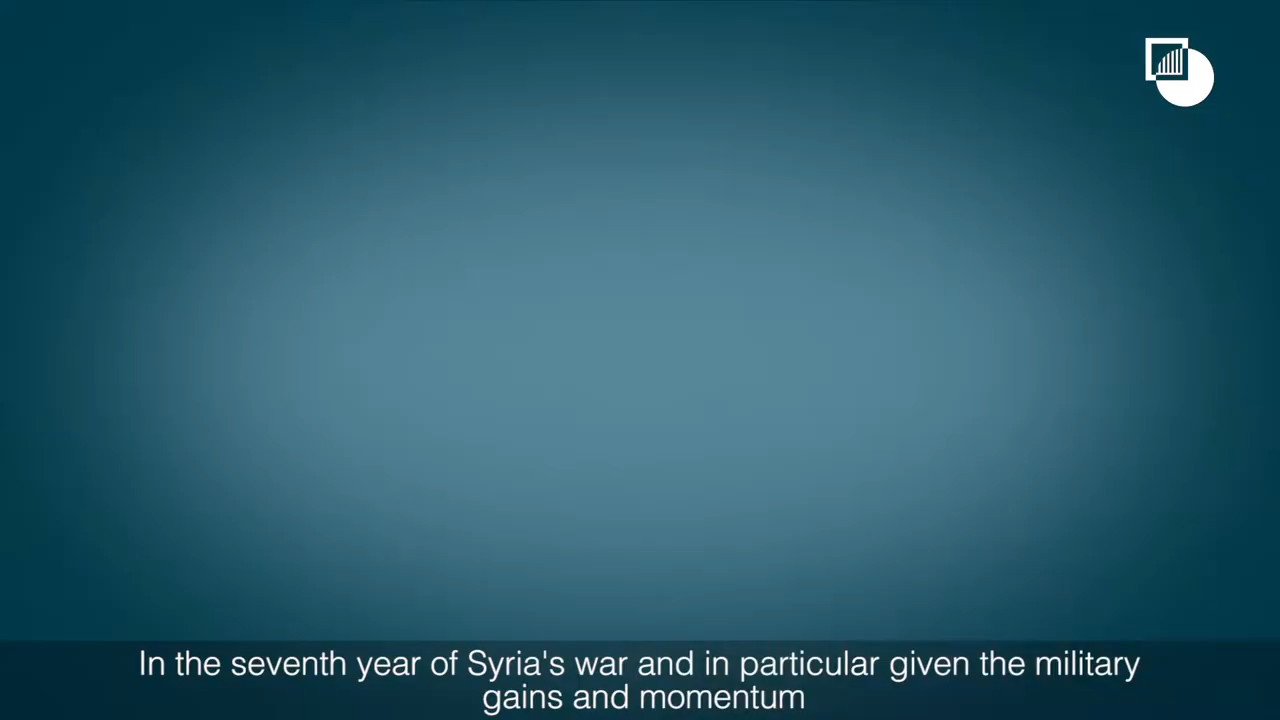 In the seventh year of Syria's war and in particular given the military
gains and momentum